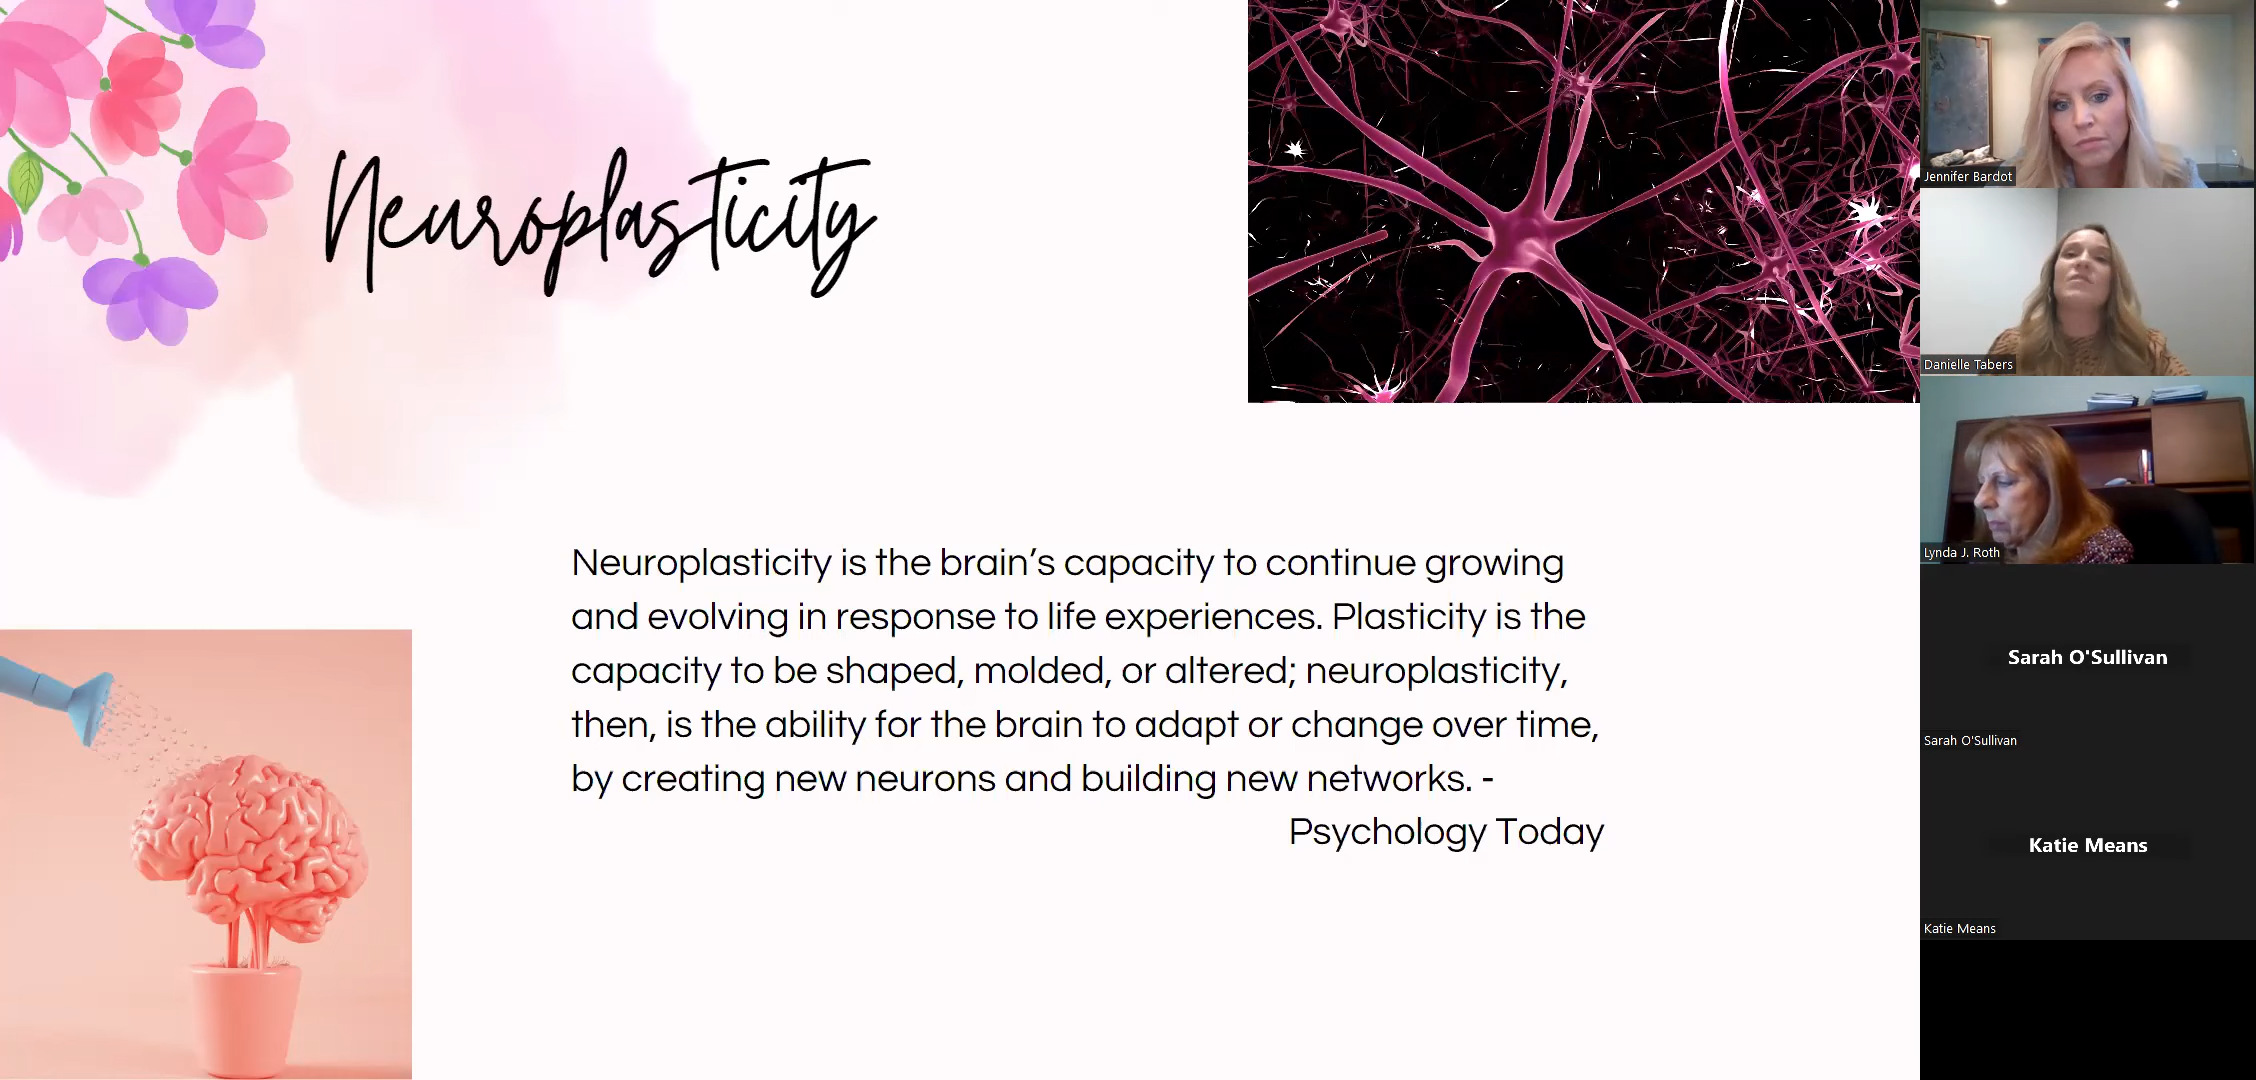 Neuroplasticity
Neuroplasticity is the brain’s capacity to continue growing
and evolving in response to life experiences. Plasticity is the
capacity to be shaped, molded, or altered; neuroplasticity,
then, is the ability for the brain to adapt or change over time,
by creating new neurons and building new networks. -
Psychology Today
Jennifer Bardot
Danielle Tabers
Lynda J. Roth
Sarah O'Sullivan
Sarah O'Sullivan
Katie Means
Katie Means